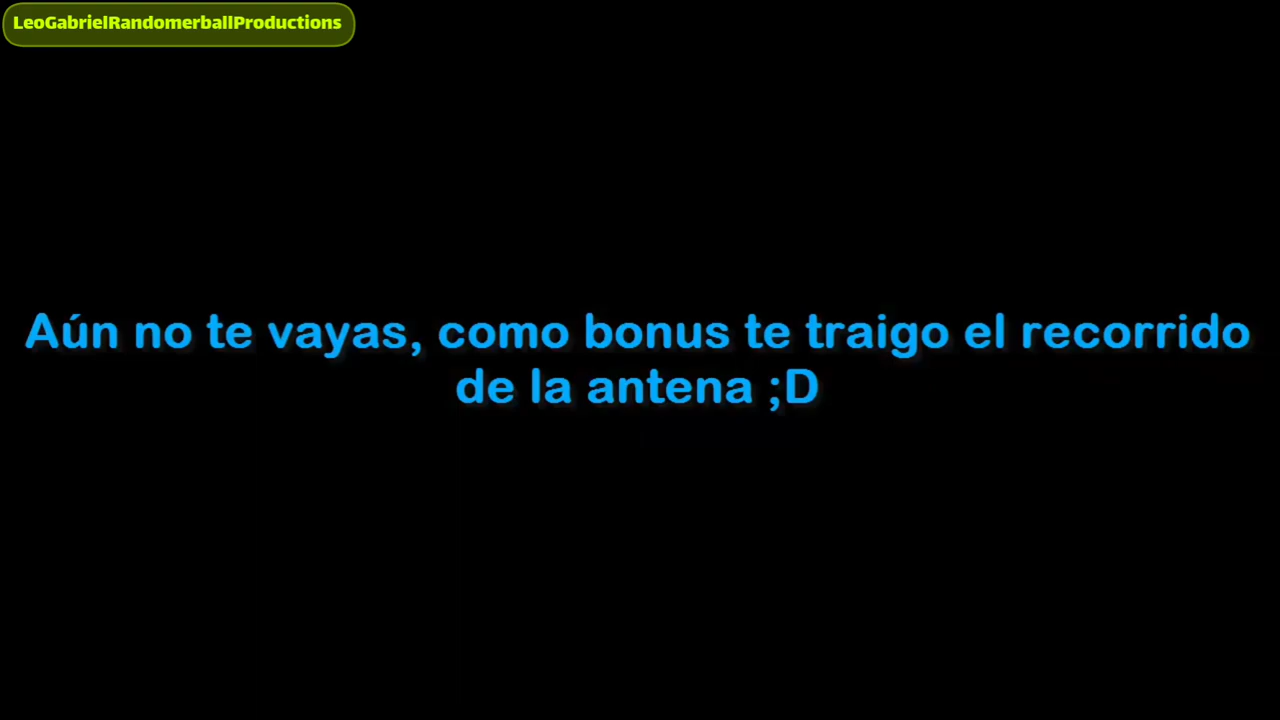 LeoGabrielRandomerballProductions
Aún no te vayas, como bonus te traigo el recorrido
de la antena ;D